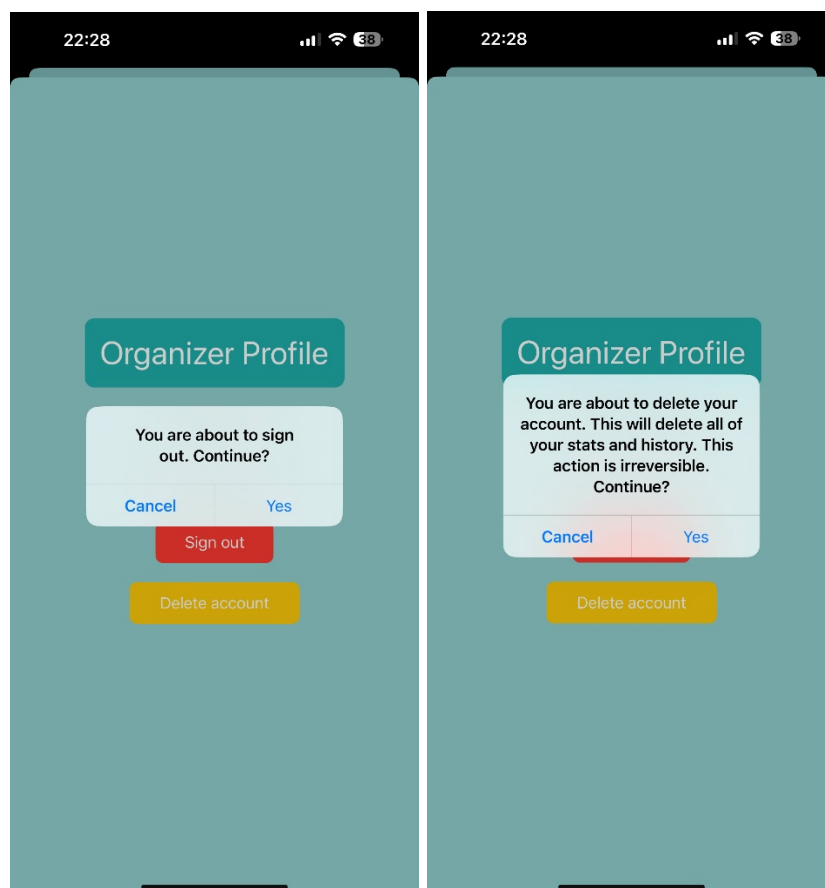 22:28
38
Organizer Profile
You are about to sign
out. Continue?
Cancel
Yes
Sign out
Delete account
22:28
38
Organizer Profile
You are about to delete your
account. This will delete all of
your stats and history. This
action is irreversible.
Continue?
Cancel
Yes
Delete account